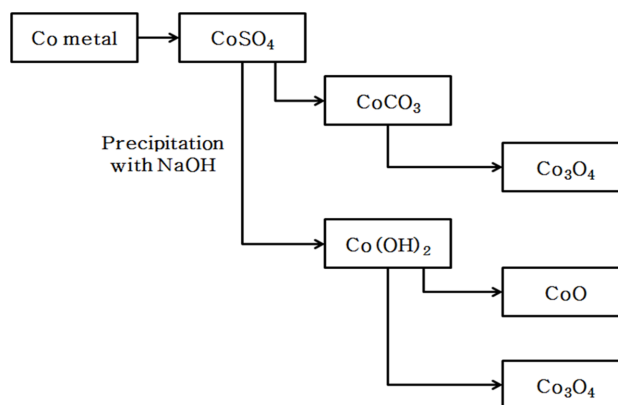 Co metal
CoSO₄
CoCO₃
Precipitation
with NaOH
Co₃O₄
Co(OH)₂
CoO
Co₃O₄